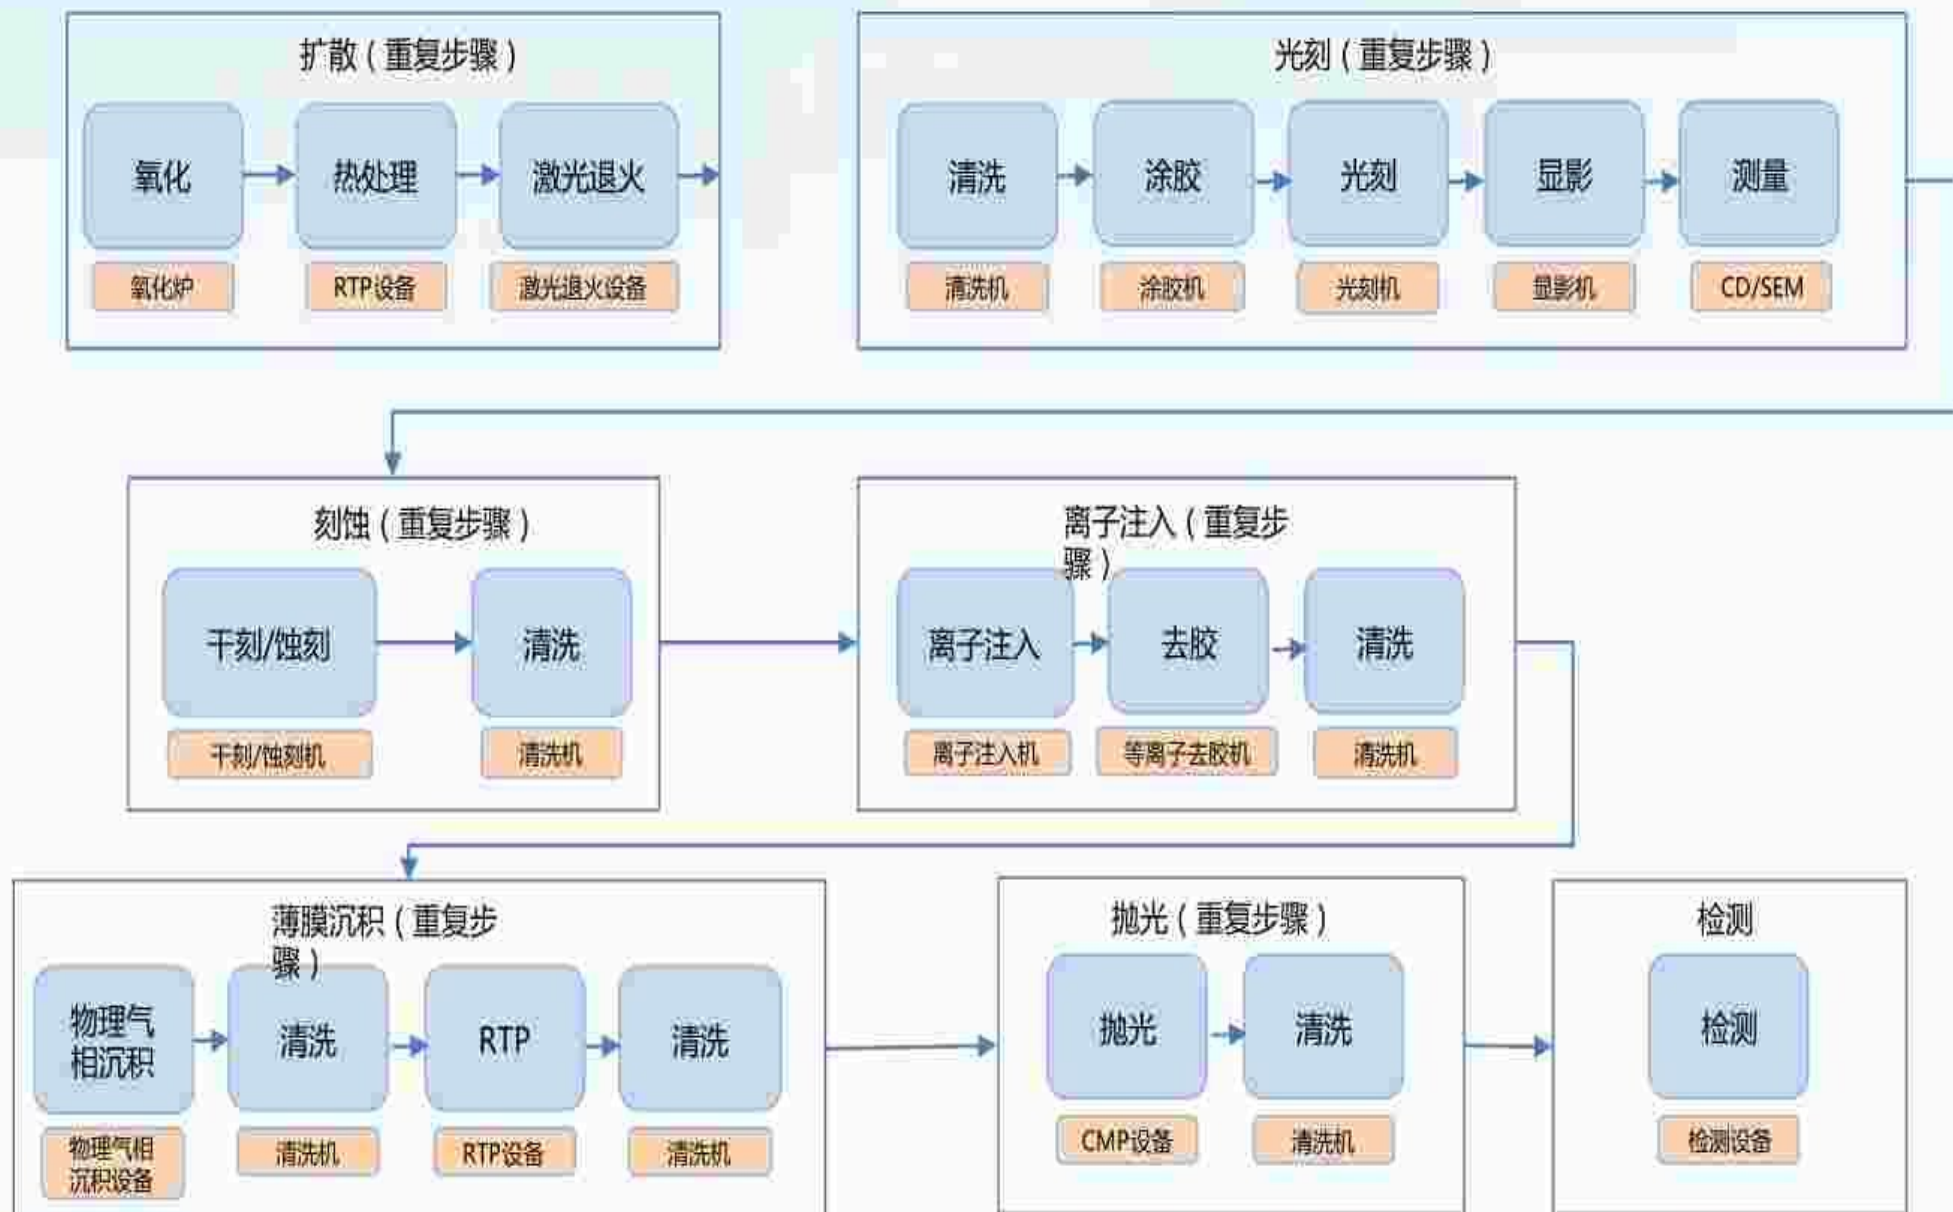 扩散（重复步骤）
氧化
热处理
激光退火
氧化炉
RTP设备
激光退火设备
光刻（重复步骤）
清洗
涂胶
光刻
显影
测量
清洗机
涂胶机
光刻机
显影机
CD/SEM
刻蚀（重复步骤）
干刻/蚀刻
清洗
干刻/蚀刻机
清洗机
离子注入（重复步
骤）
离子注入
去胶
清洗
离子注入机
等离子去胶机
清洗机
薄膜沉积（重复步
骤）
物理气
相沉积
清洗
RTP
清洗
物理气相
沉积设备
清洗机
RTP设备
清洗机
抛光（重复步骤）
抛光
清洗
CMP设备
清洗机
检测
检测
检测设备